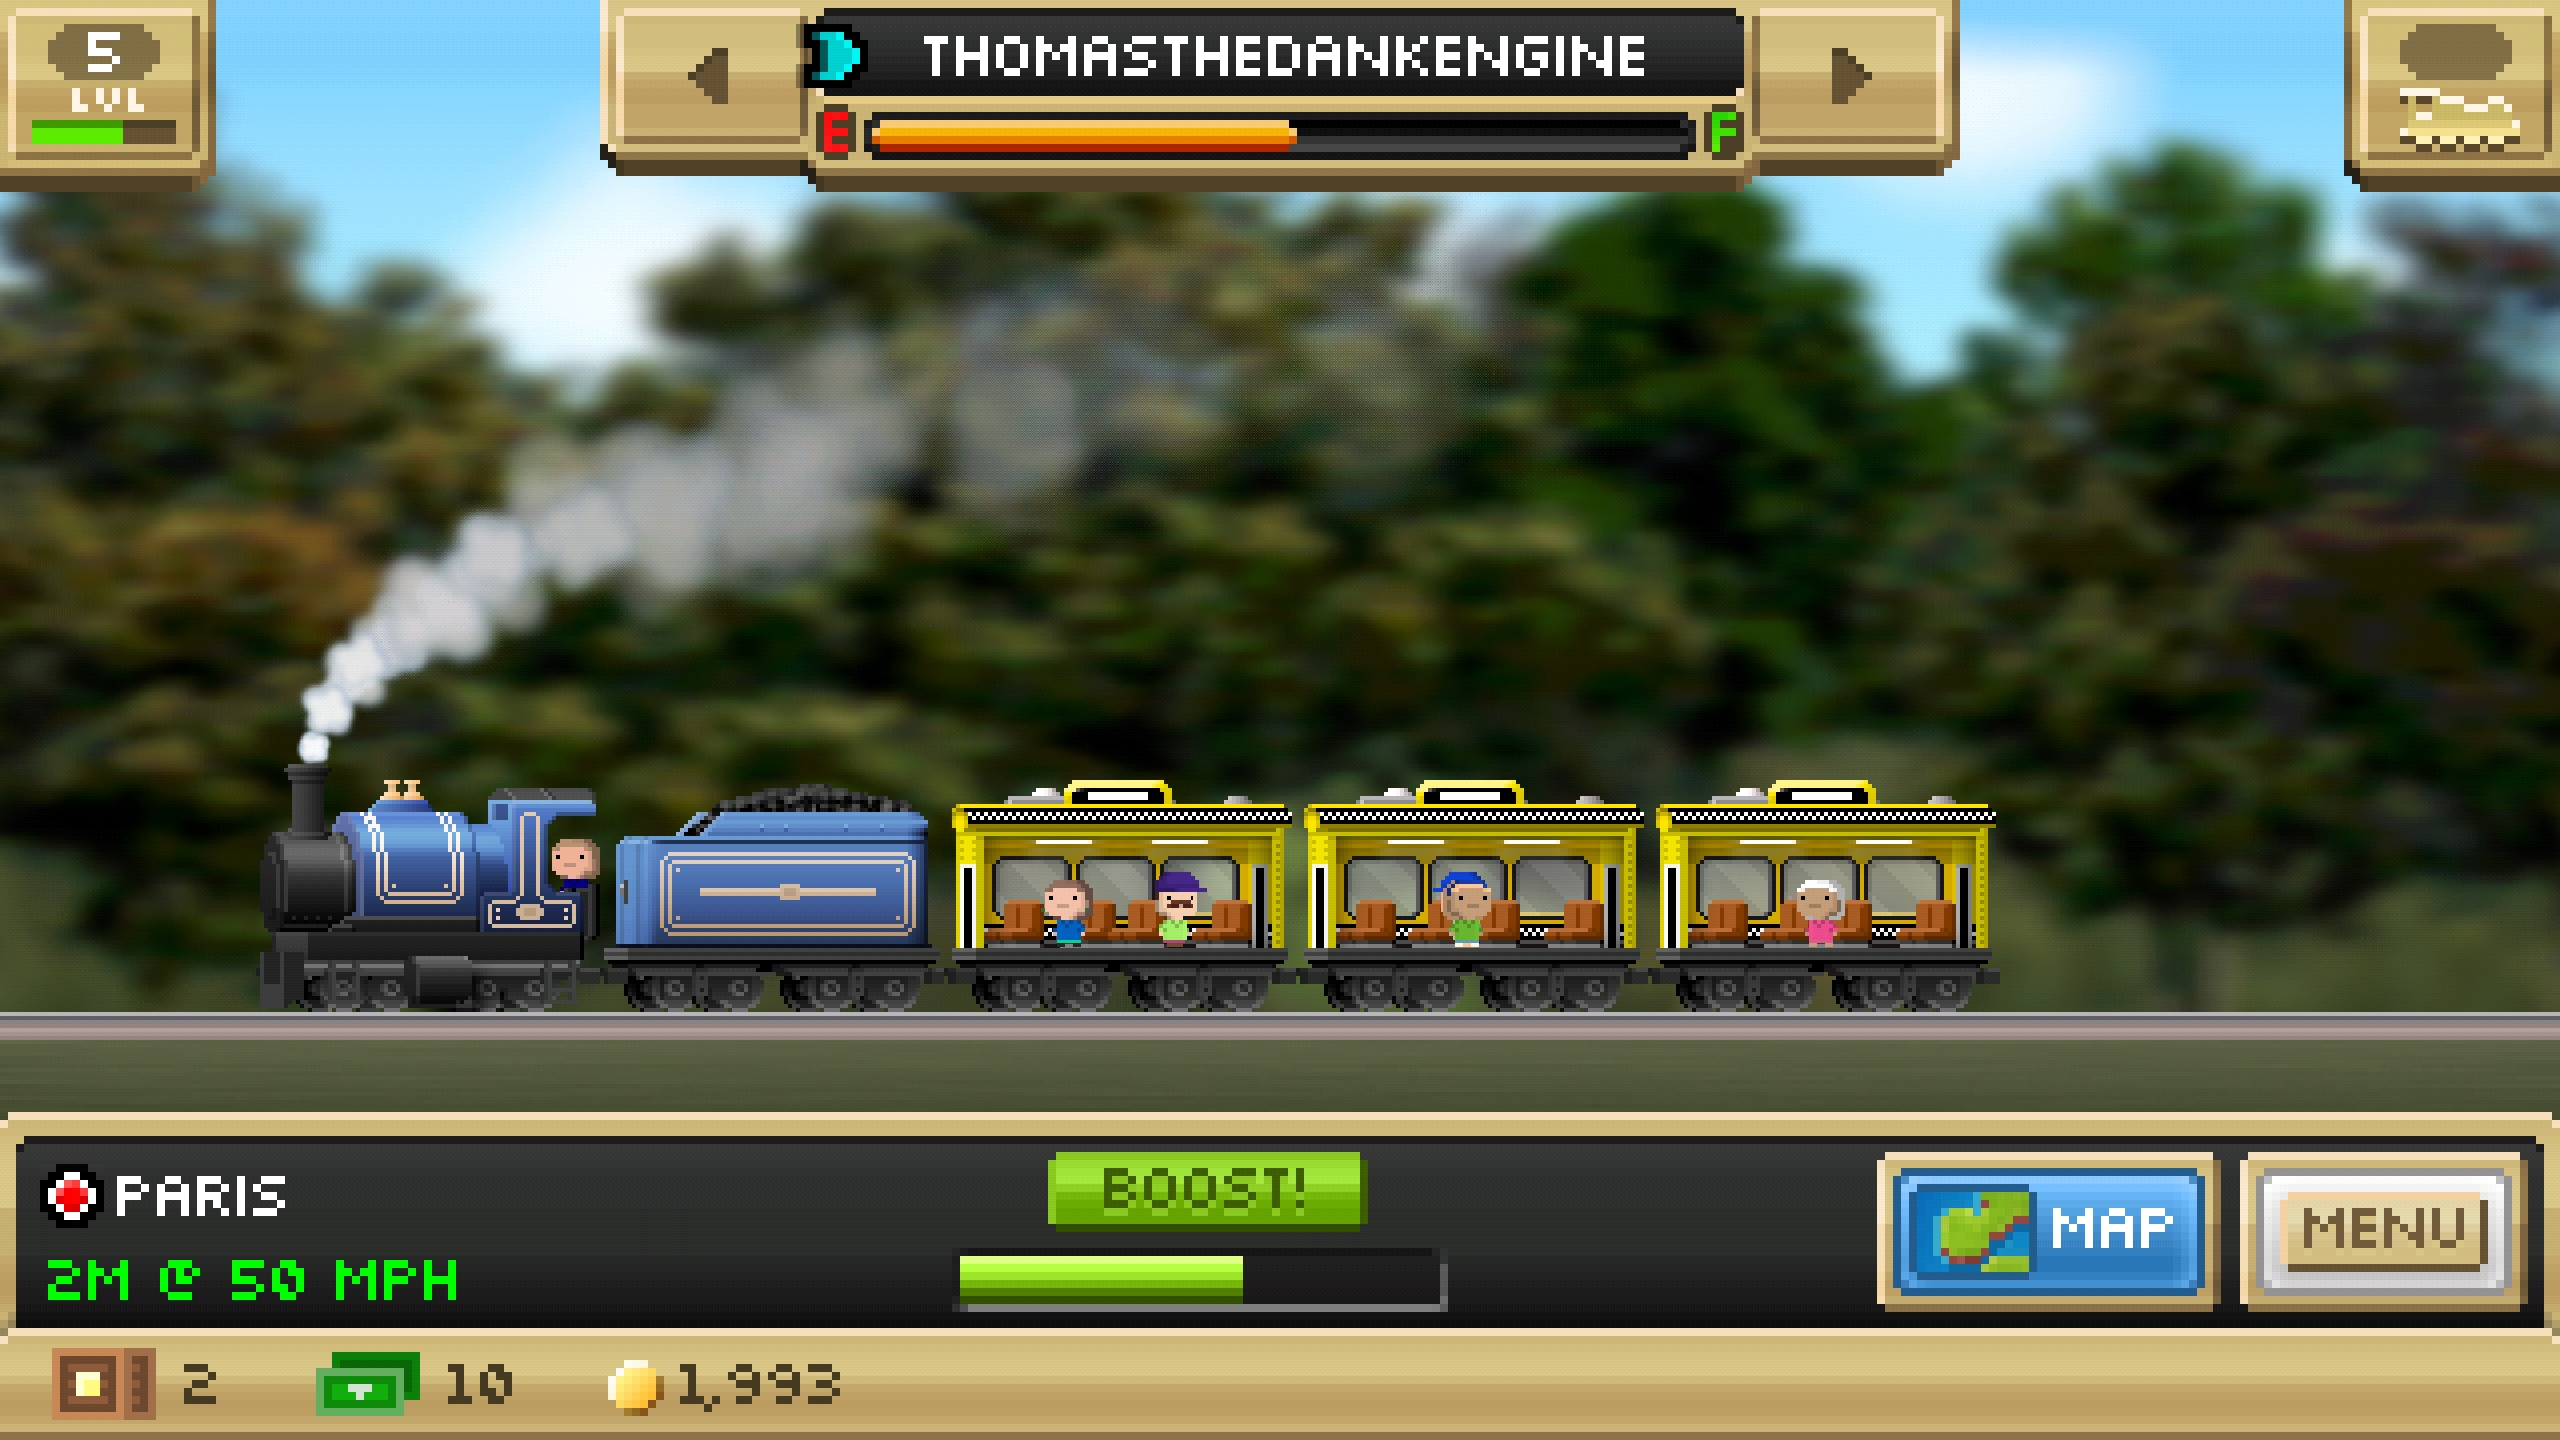 5
LVL
THOMASTHEDANKENGINE
E F
PARIS
BOOST!
2M @ 50 MPH
MAP
MENU
2 10 1,993